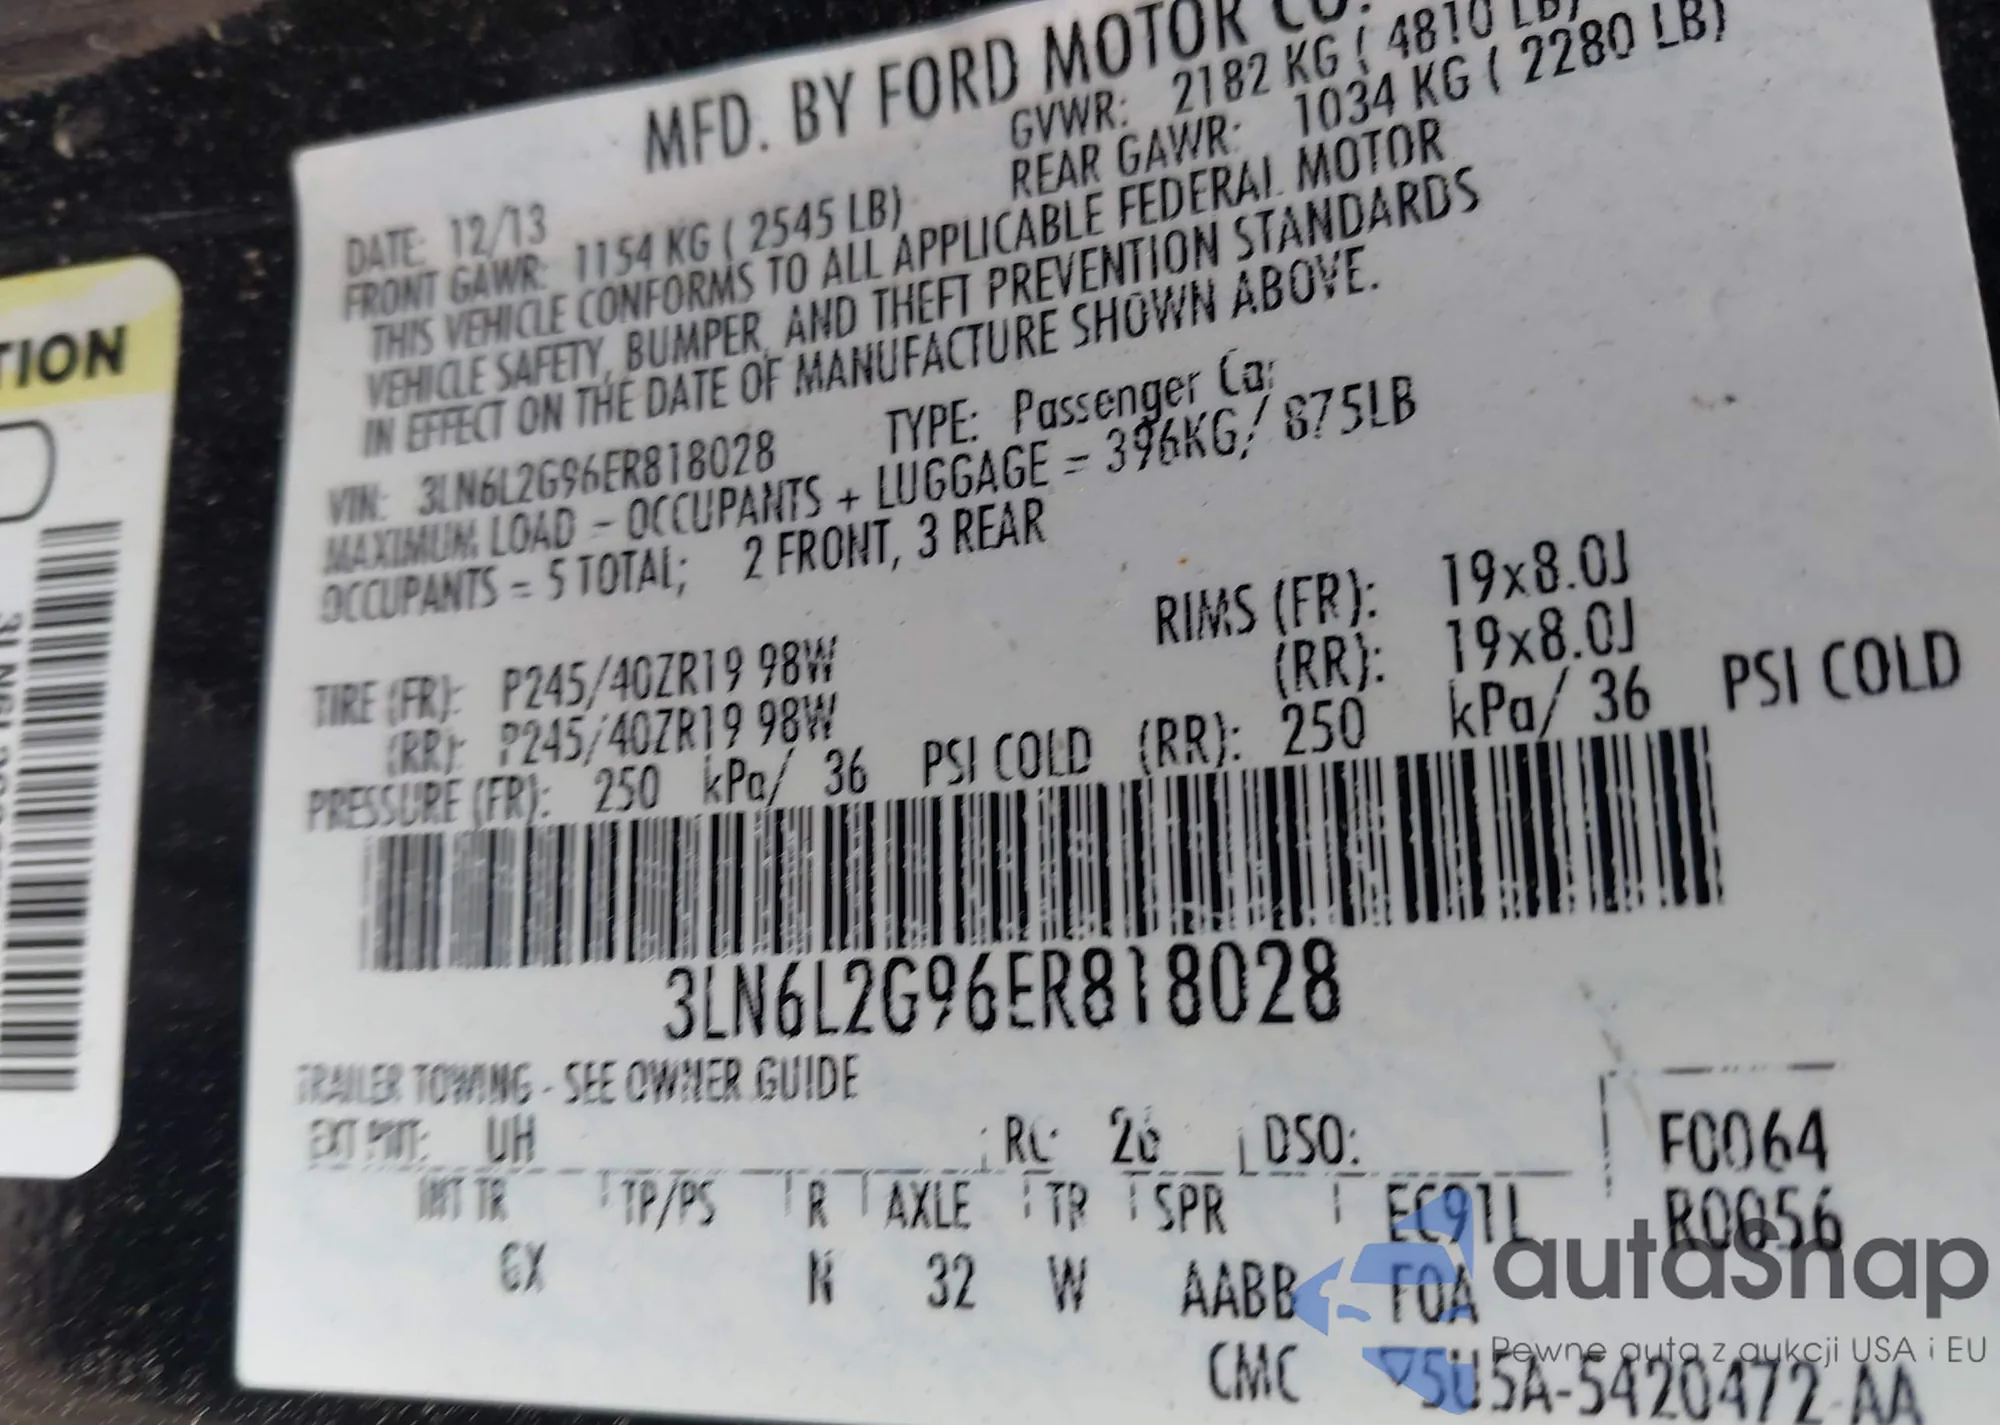 MFD. BY FORD MOTOR CO.
DATE: 12/13 GVWR: 2182 KG ( 4810 LB)
FRONT GAWR: 1154 KG ( 2545 LB) REAR GAWR: 1034 KG ( 2280 LB)
THIS VEHICLE CONFORMS TO ALL APPLICABLE FEDERAL MOTOR
VEHICLE SAFETY, BUMPER, AND THEFT PREVENTION STANDARDS
IN EFFECT ON THE DATE OF MANUFACTURE SHOWN ABOVE.
VIN: 3LN6L2G96ER818028 TYPE: Passenger Car
MAXIMUM LOAD - OCCUPANTS + LUGGAGE = 396KG/ 875LB
OCCUPANTS = 5 TOTAL; 2 FRONT, 3 REAR
TIRE (FR): P245/40ZR19 98W RIMS (FR): 19x8.0J
(RR): P245/40ZR19 98W (RR): 19x8.0J
PRESSURE (FR): 250 kPa/ 36 PSI COLD (RR): 250 kPa/ 36 PSI COLD
3LN6L2G96ER818028
TRAILER TOWING - SEE OWNER GUIDE
EXT PNT: UH RC: 26 DSO: F0064
INT TR TP/PS R AXLE TR SPR EC91L R0056
CX N 32 W AABB F0A
CMC 5U5A-5420472-AA
TION
autaSnap
Pewne auta z aukcji USA i EU